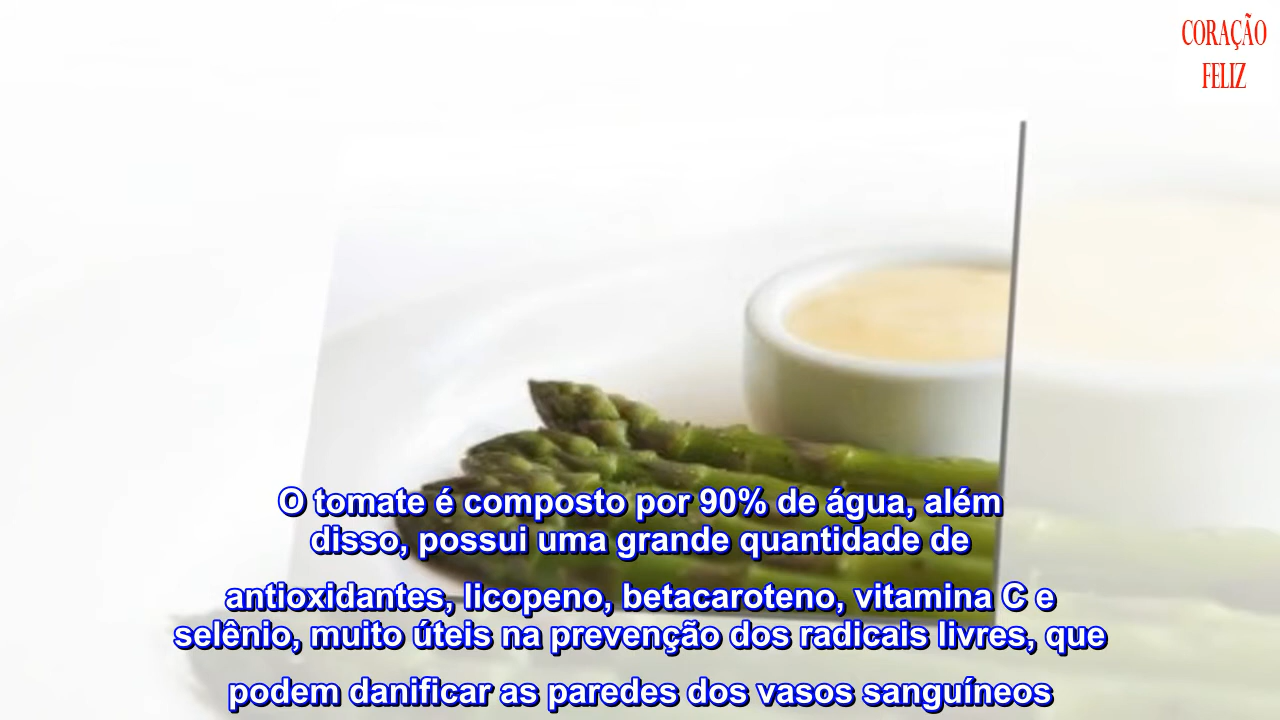 CORAÇÃO
FELIZ
O tomate é composto por 90% de água, além
disso, possui uma grande quantidade de
antioxidantes, licopeno, betacaroteno, vitamina C e
selênio, muito úteis na prevenção dos radicais livres, que
podem danificar as paredes dos vasos sanguíneos